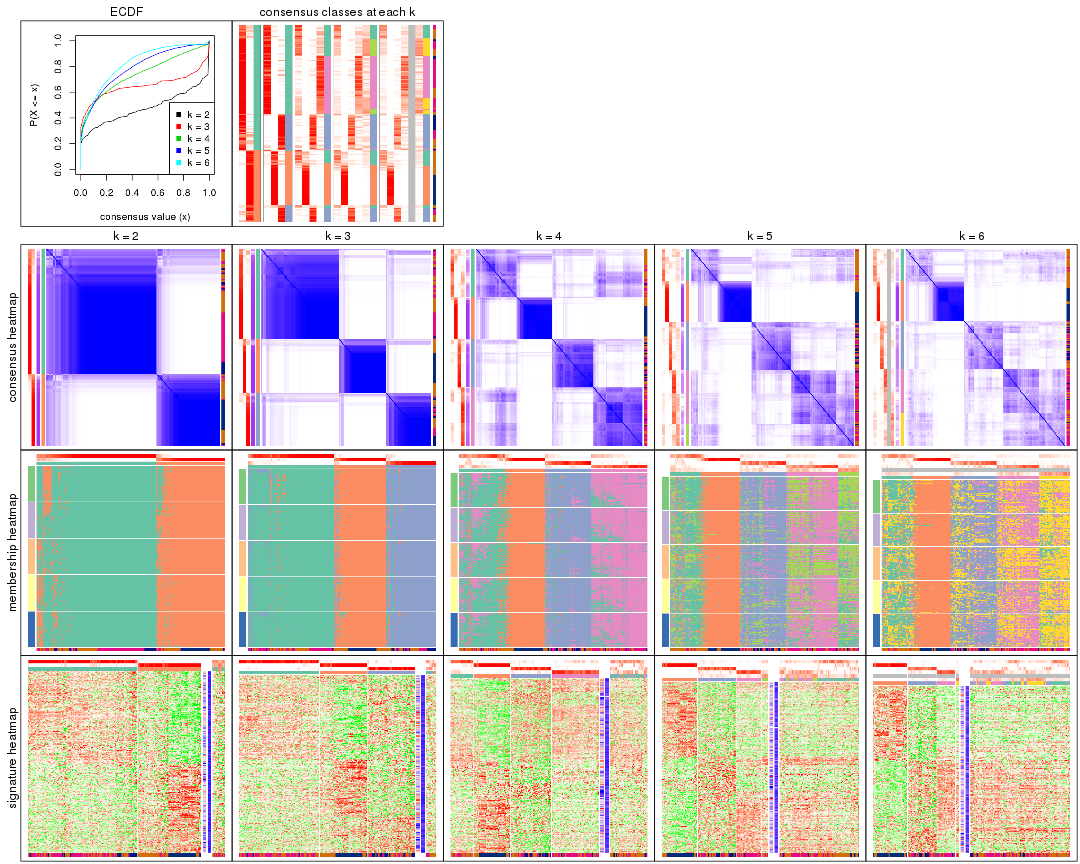 ECDF
consensus classes at each k
P(X <= x)
0.0
0.2
0.4
0.6
0.8
1.0
k = 2
k = 3
k = 4
k = 5
k = 6
0.0 0.2 0.4 0.6 0.8 1.0
consensus value (x)
k = 2
k = 3
k = 4
k = 5
k = 6
consensus heatmap
membership heatmap
signature heatmap